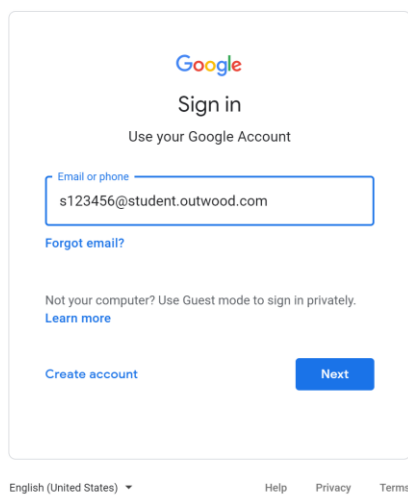 Google
Sign in
Use your Google Account
Email or phone
s123456@student.outwood.com
Forgot email?
Not your computer? Use Guest mode to sign in privately.
Learn more
Create account
Next
English (United States)
Help
Privacy
Terms